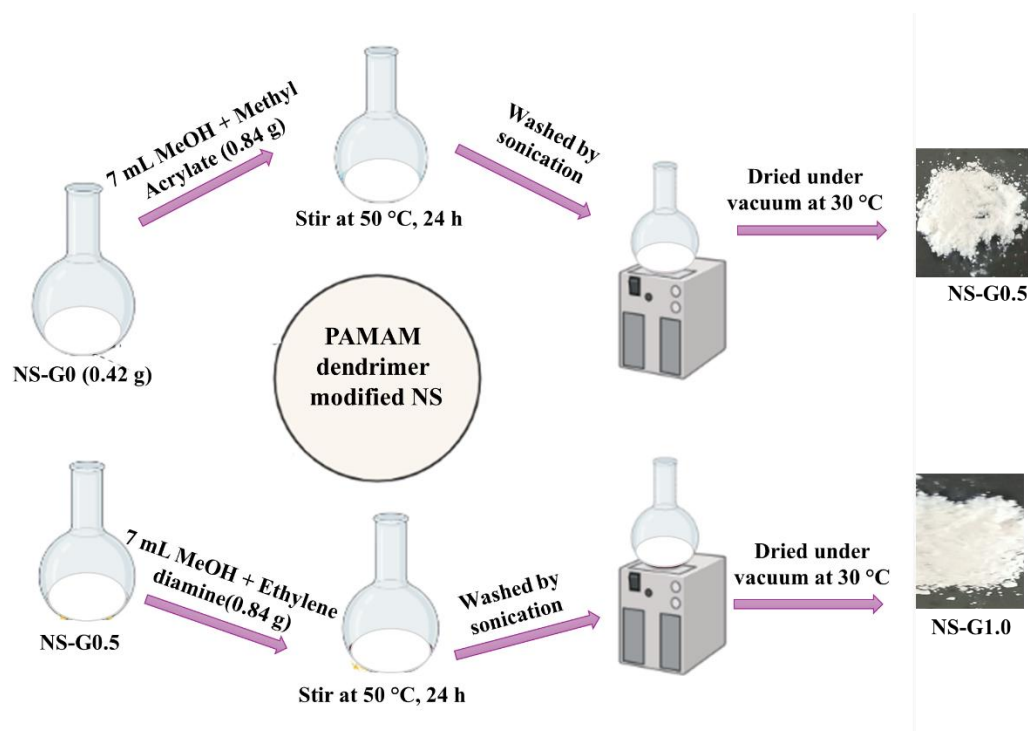 7 mL MeOH + Methyl
Acrylate (0.84 g)
Stir at 50 °C, 24 h
Washed by
sonication
Dried under
vacuum at 30 °C
NS-G0.5
NS-G0 (0.42 g)
PAMAM
dendrimer
modified NS
NS-G0.5
7 mL MeOH + Ethylene
diamine(0.84 g)
Stir at 50 °C, 24 h
Washed by
sonication
Dried under
vacuum at 30 °C
NS-G1.0